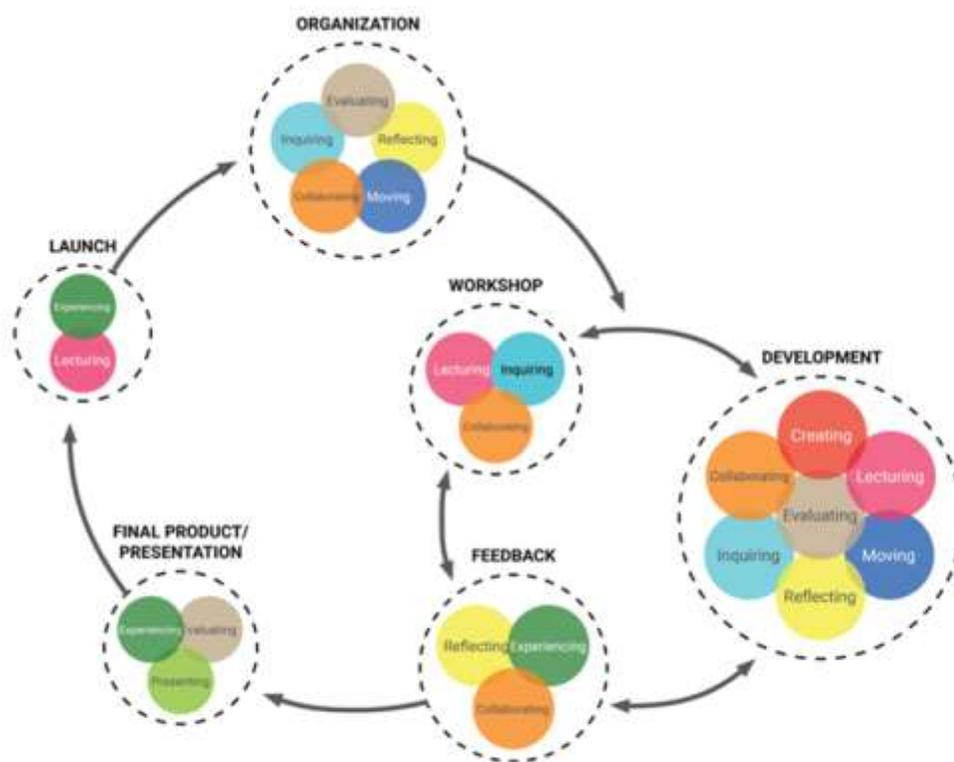 ORGANIZATION
Evaluating
Inquiring
Reflecting
Collaborating
Moving
LAUNCH
Experiencing
Lecturing
WORKSHOP
Lecturing
Inquiring
Collaborating
DEVELOPMENT
Creating
Collaborating
Lecturing
Evaluating
Inquiring
Moving
Reflecting
FINAL PRODUCT/
PRESENTATION
Experiencing
valuating
Presenting
FEEDBACK
Reflecting
Experiencing
Collaborating